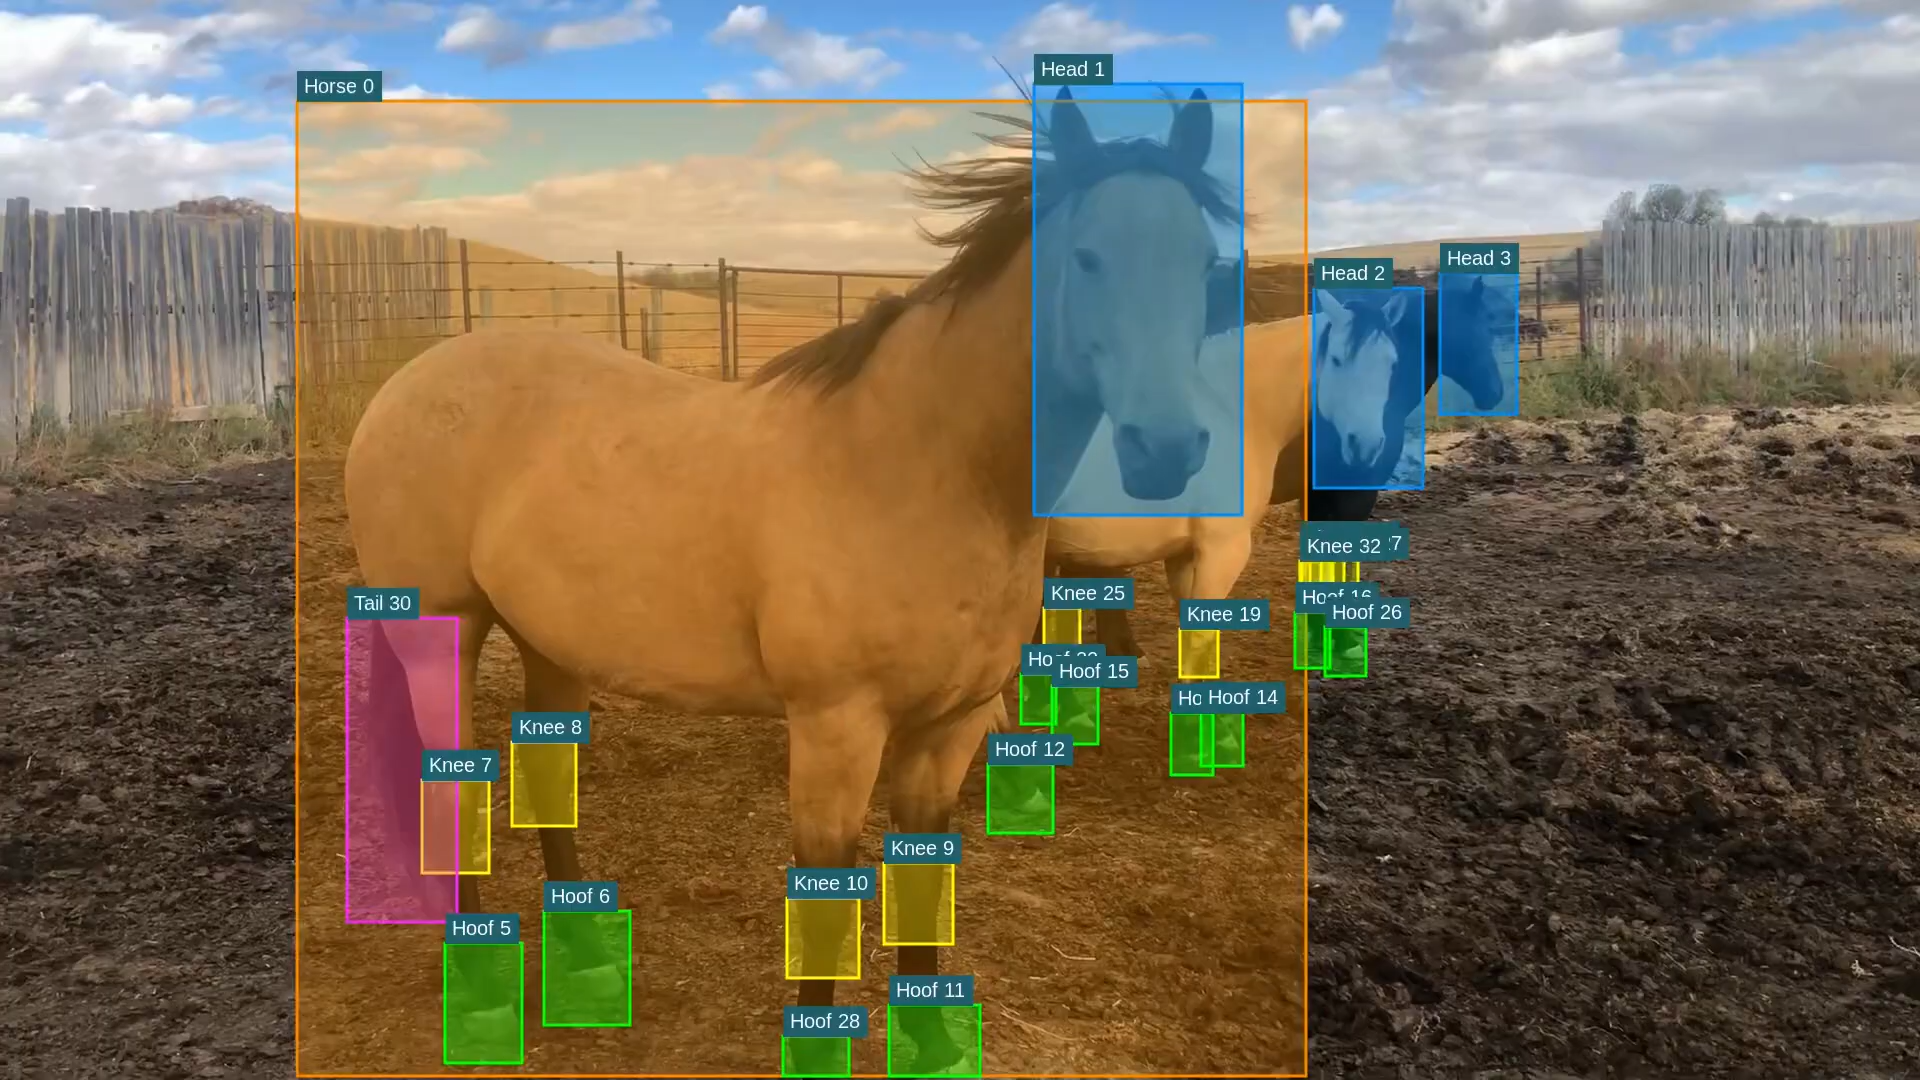 Head 1
Horse 0
Head 3
Head 2
Knee 32
Knee 25
Hoof 16
Tail 30
Hoof 26
Knee 19
Hoof 15
Hoof 14
Knee 8
Hoof 12
Knee 7
Knee 9
Knee 10
Hoof 6
Hoof 5
Hoof 11
Hoof 28